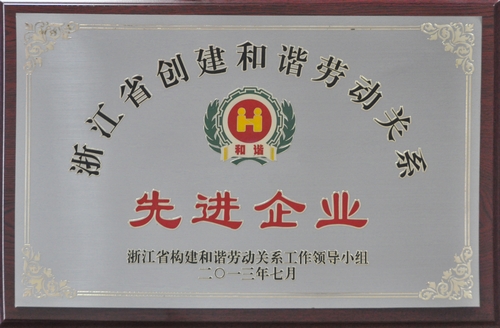 浙江省创建和谐劳动关系
和谐
先进企业
浙江省构建和谐劳动关系工作领导小组
二〇一三年七月